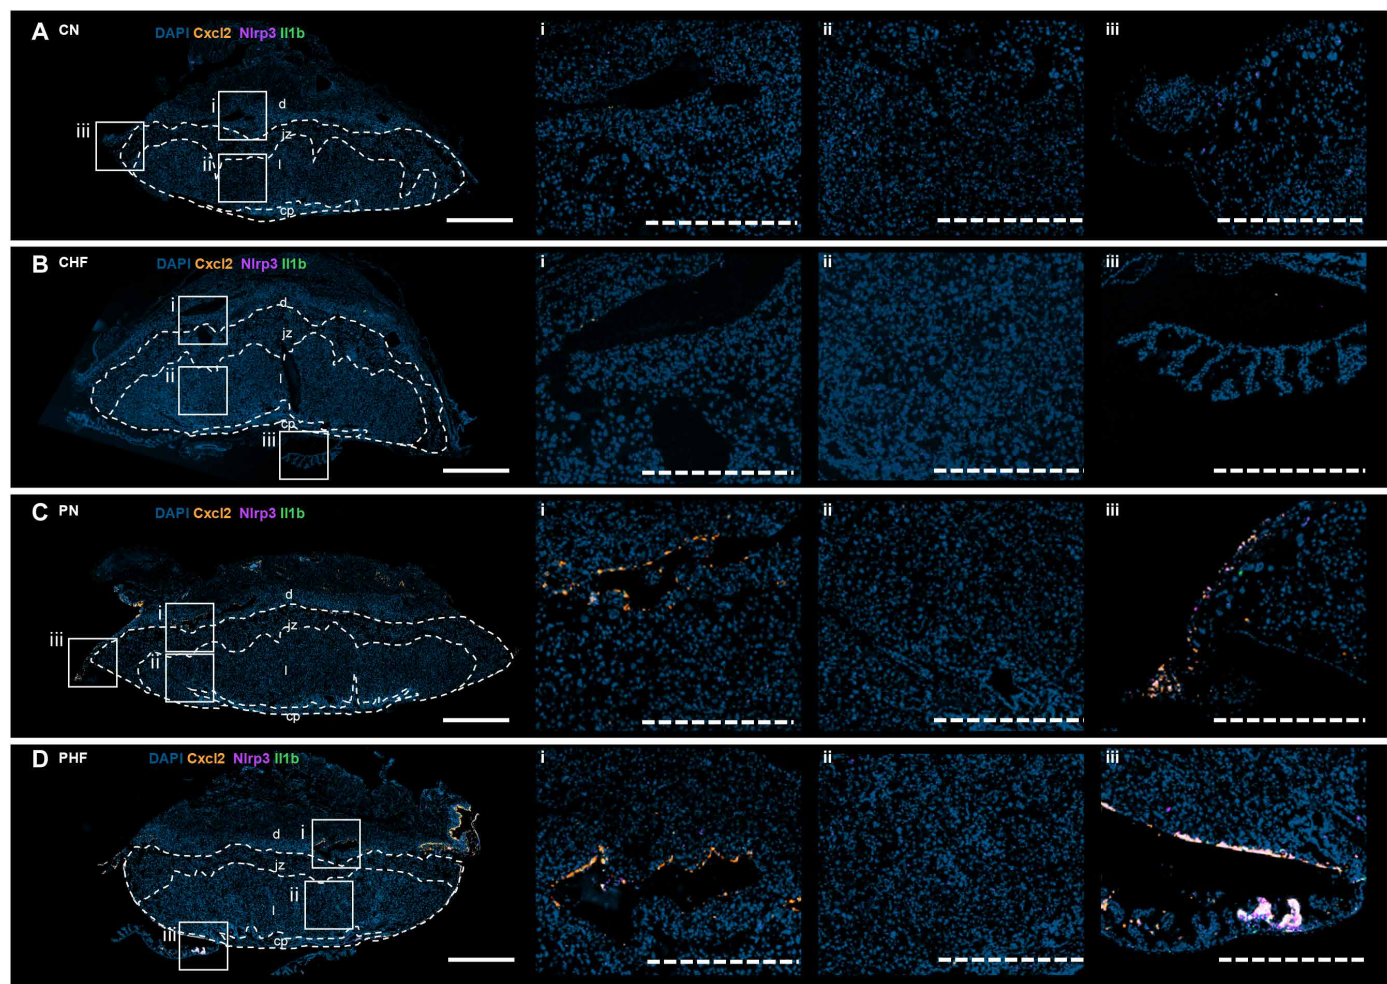 A CN DAPI Cxcl2 Nlrp3 Il1b i ii iii
i d
iii jz
ii l
cp
B CHF DAPI Cxcl2 Nlrp3 Il1b i ii iii
i d
jz
ii l
cp
iii
C PN DAPI Cxcl2 Nlrp3 Il1b i ii iii
d
i
iii jz
ii l
cp
D PHF DAPI Cxcl2 Nlrp3 Il1b i ii iii
d i
jz
ii
l
iii cp